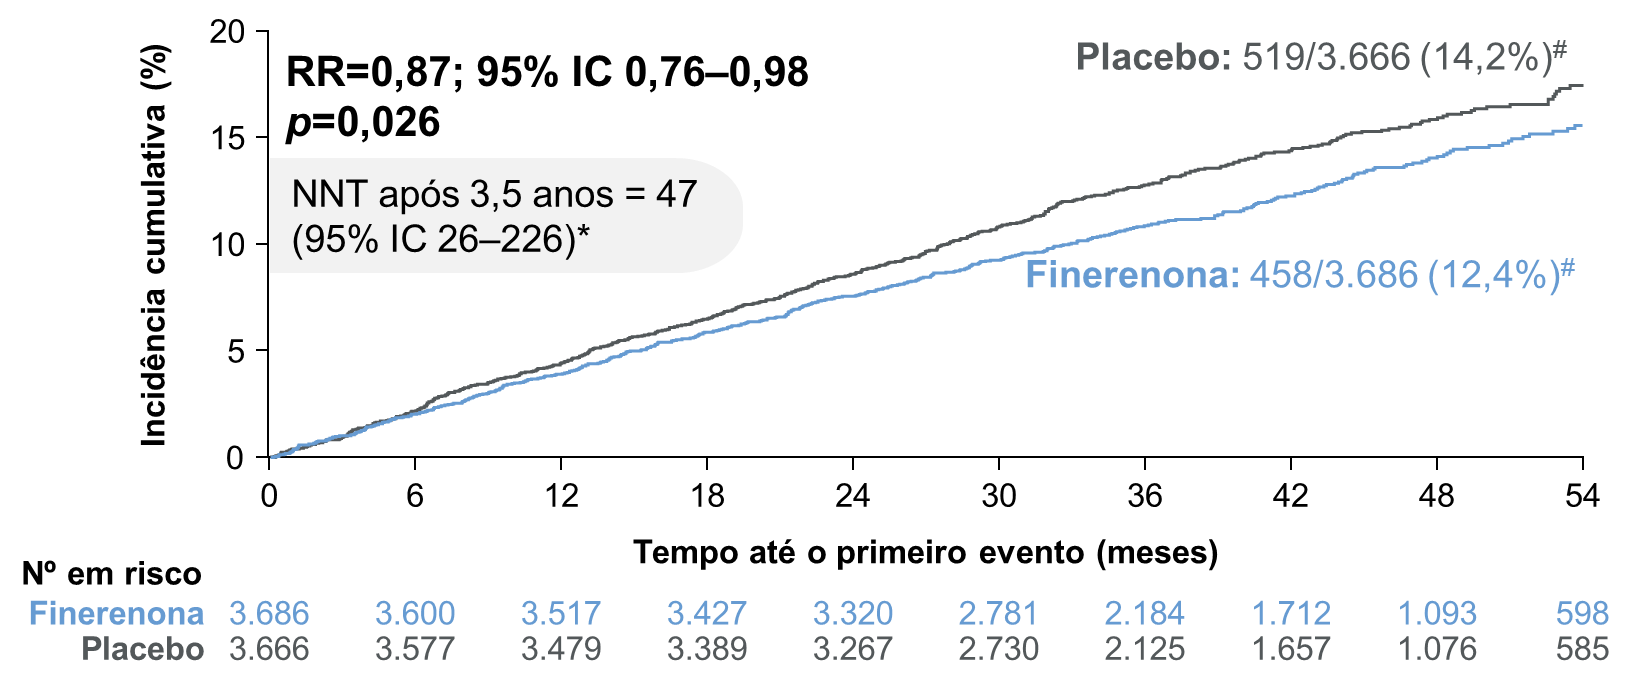 20
RR=0,87; 95% IC 0,76–0,98
p=0,026
Placebo: 519/3.666 (14,2%)#
15
NNT após 3,5 anos = 47
(95% IC 26–226)*
10
Finerenona: 458/3.686 (12,4%)#
5
0
Incidência cumulativa (%)
0 6 12 18 24 30 36 42 48 54
Tempo até o primeiro evento (meses)
Nº em risco
Finerenona 3.686 3.600 3.517 3.427 3.320 2.781 2.184 1.712 1.093 598
Placebo 3.666 3.577 3.479 3.389 3.267 2.730 2.125 1.657 1.076 585